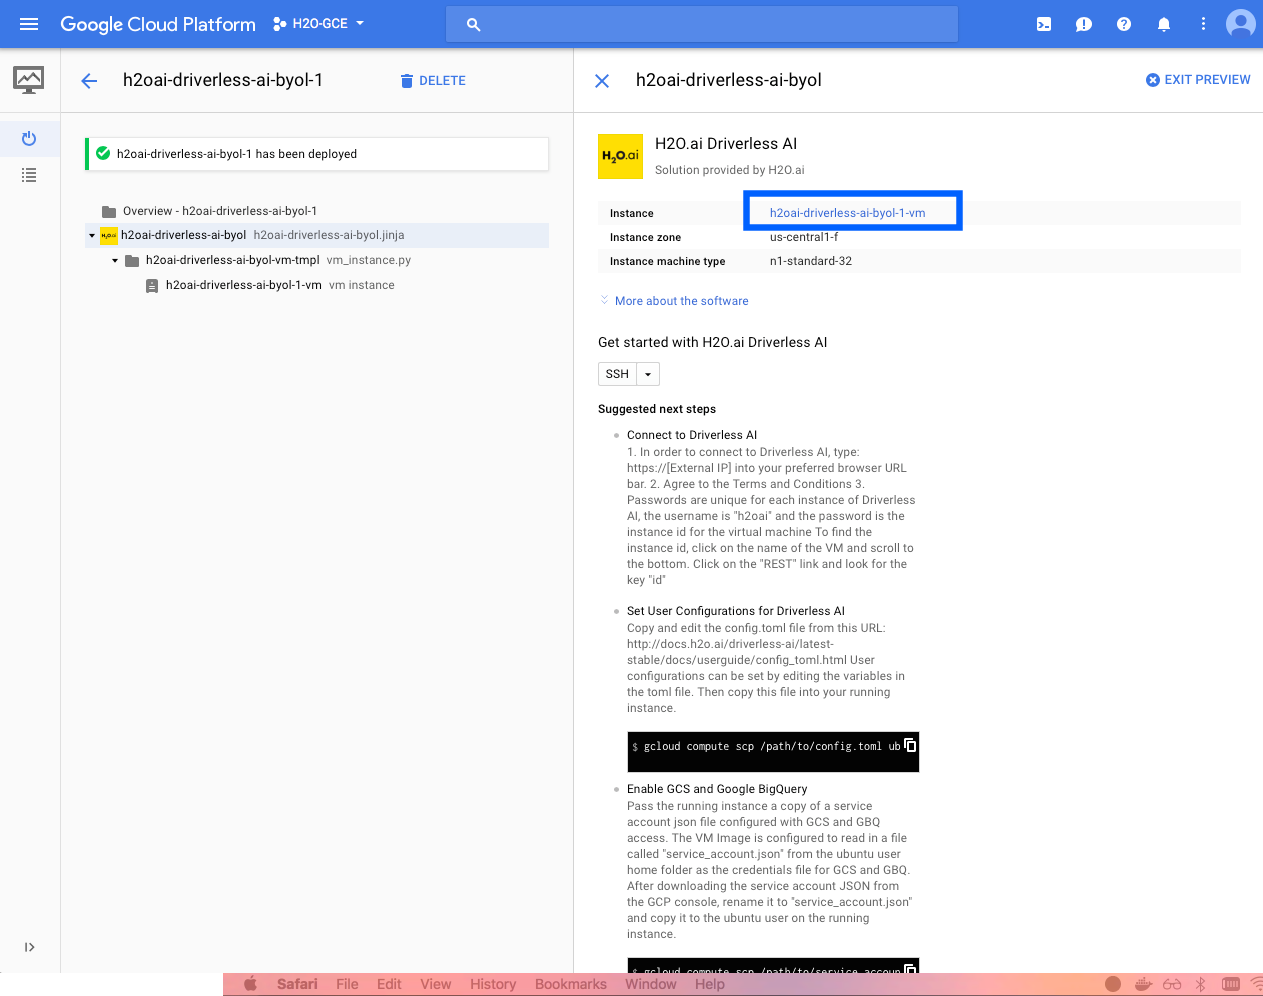 Google Cloud Platform
H2O-GCE
h2oai-driverless-ai-byol-1
DELETE
h2oai-driverless-ai-byol
EXIT PREVIEW
h2oai-driverless-ai-byol-1 has been deployed
Overview - h2oai-driverless-ai-byol-1
H2O.ai
h2oai-driverless-ai-byol h2oai-driverless-ai-byol.jinja
h2oai-driverless-ai-byol-vm-tmpl vm_instance.py
h2oai-driverless-ai-byol-1-vm vm instance
H2O.ai
H2O.ai Driverless AI
Solution provided by H2O.ai
Instance h2oai-driverless-ai-byol-1-vm
Instance zone us-central1-f
Instance machine type n1-standard-32
More about the software
Get started with H2O.ai Driverless AI
SSH
Suggested next steps
Connect to Driverless AI
1. In order to connect to Driverless AI, type:
https://[External IP] into your preferred browser URL
bar. 2. Agree to the Terms and Conditions 3.
Passwords are unique for each instance of Driverless
AI, the username is "h2oai" and the password is the
instance id for the virtual machine To find the
instance id, click on the name of the VM and scroll to
the bottom. Click on the "REST" link and look for the
key "id"
Set User Configurations for Driverless AI
Copy and edit the config.toml file from this URL:
http://docs.h2o.ai/driverless-ai/latest-
stable/docs/userguide/config_toml.html User
configurations can be set by editing the variables in
the toml file. Then copy this file into your running
instance.
$ gcloud compute scp /path/to/config.toml ub
Enable GCS and Google BigQuery
Pass the running instance a copy of a service
account json file configured with GCS and GBQ
access. The VM Image is configured to read in a file
called "service_account.json" from the ubuntu user
home folder as the credentials file for GCS and GBQ.
After downloading the service account JSON from
the GCP console, rename it to "service_account.json"
and copy it to the ubuntu user on the running
instance.
$ gcloud compute scp /path/to/service_accoun
Safari File Edit View History Bookmarks Window Help